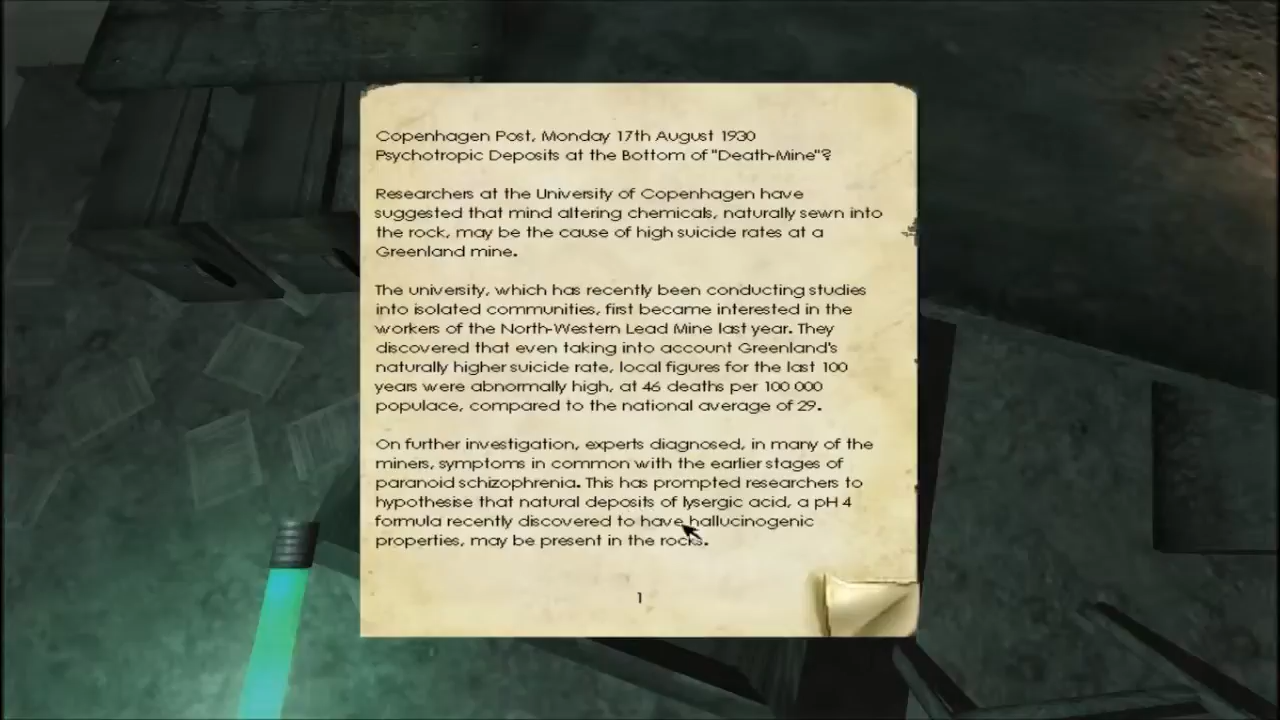 Copenhagen Post, Monday 17th August 1930
Psychotropic Deposits at the Bottom of "Death-Mine"?
Researchers at the University of Copenhagen have
suggested that mind altering chemicals, naturally sewn into
the rock, may be the cause of high suicide rates at a
Greenland mine.
The university, which has recently been conducting studies
into isolated communities, first became interested in the
workers of the North-Western Lead Mine last year. They
discovered that even taking into account Greenland's
naturally higher suicide rate, local figures for the last 100
years were abnormally high, at 46 deaths per 100 000
populace, compared to the national average of 29.
On further investigation, experts diagnosed, in many of the
miners, symptoms in common with the earlier stages of
paranoid schizophrenia. This has prompted researchers to
hypothesise that natural deposits of lysergic acid, a pH 4
formula recently discovered to have hallucinogenic
properties, may be present in the rocks.
1